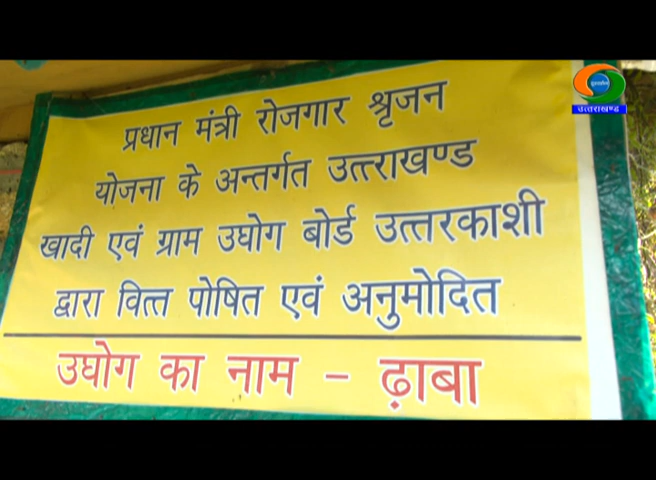 प्रधान मंत्री रोजगार श्रृजन
योजना के अन्तर्गत उत्तराखण्ड
खादी एवं ग्राम उघोग बोर्ड उत्तरकाशी
द्वारा वित्त पोषित एवं अनुमोदित
उघोग का नाम - ढ़ाबा
उत्तराखण्ड